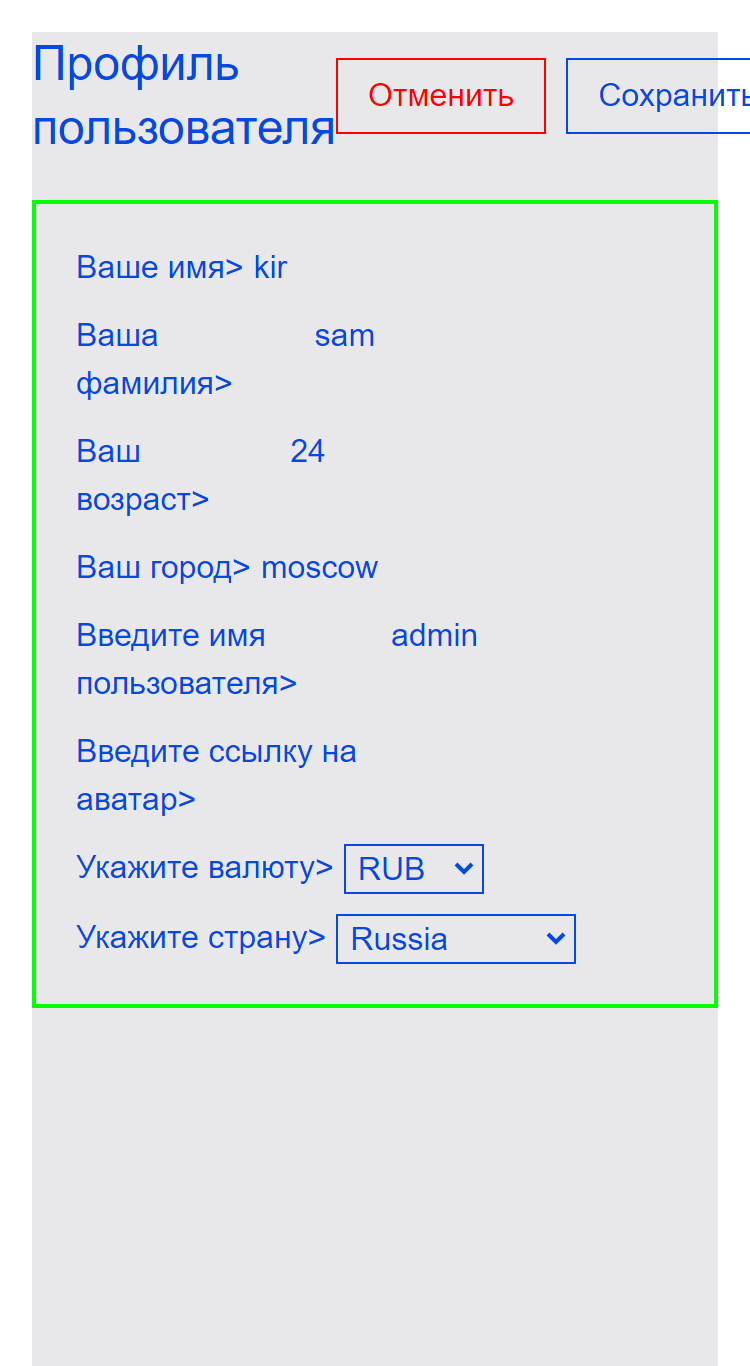 Профиль
пользователя
Отменить
Сохранить
Ваше имя> kir
Ваша
фамилия>
sam
Ваш
возраст>
24
Ваш город> moscow
Введите имя
пользователя>
admin
Введите ссылку на
аватар>
Укажите валюту> RUB
Укажите страну> Russia